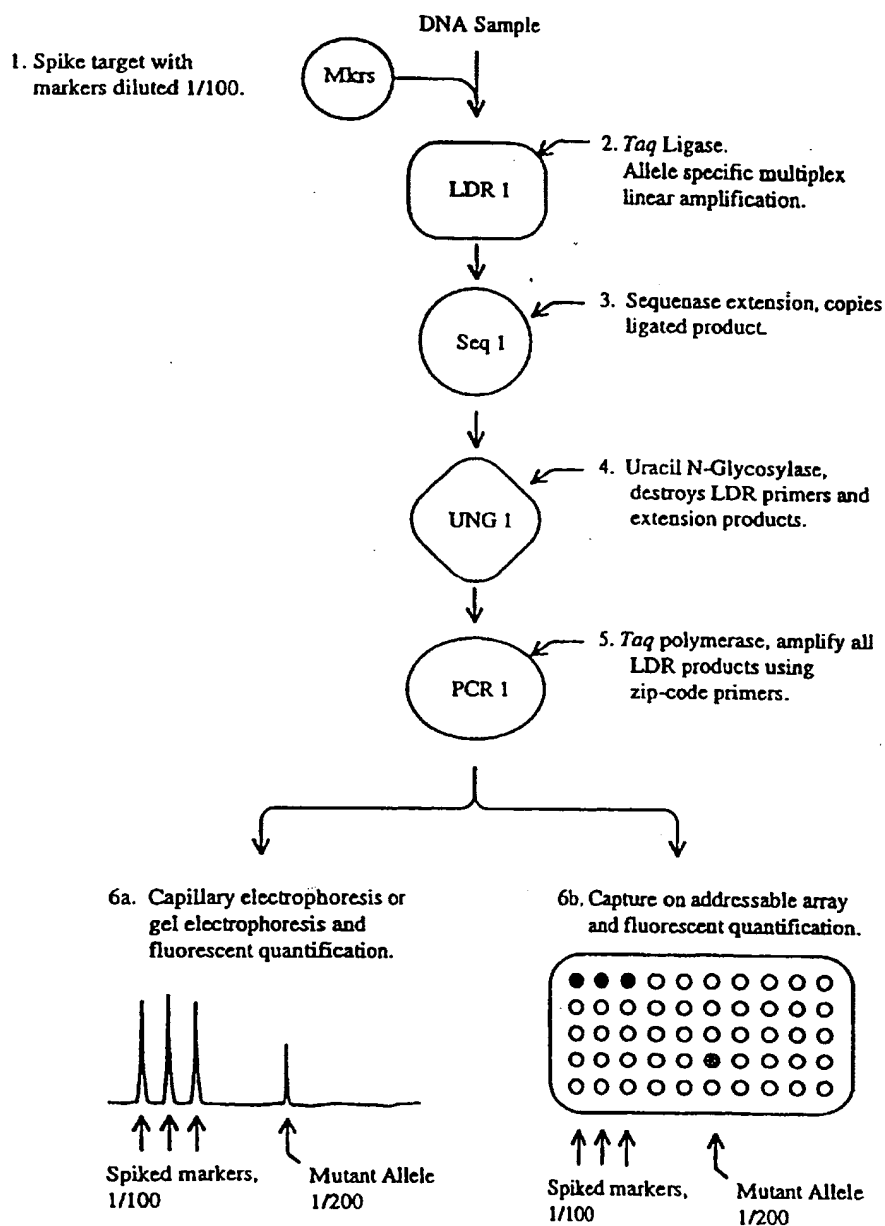 DNA Sample
1. Spike target with
markers diluted 1/100.
Mkrs
2. Taq Ligase.
Allele specific multiplex
linear amplification.
LDR 1
3. Sequenase extension, copies
ligated product.
Seq 1
4. Uracil N-Glycosylase,
destroys LDR primers and
extension products.
UNG 1
5. Taq polymerase, amplify all
LDR products using
zip-code primers.
PCR 1
6a. Capillary electrophoresis or
gel electrophoresis and
fluorescent quantification.
6b. Capture on addressable array
and fluorescent quantification.
Spiked markers,
1/100
Mutant Allele
1/200
Spiked markers,
1/100
Mutant Allele
1/200